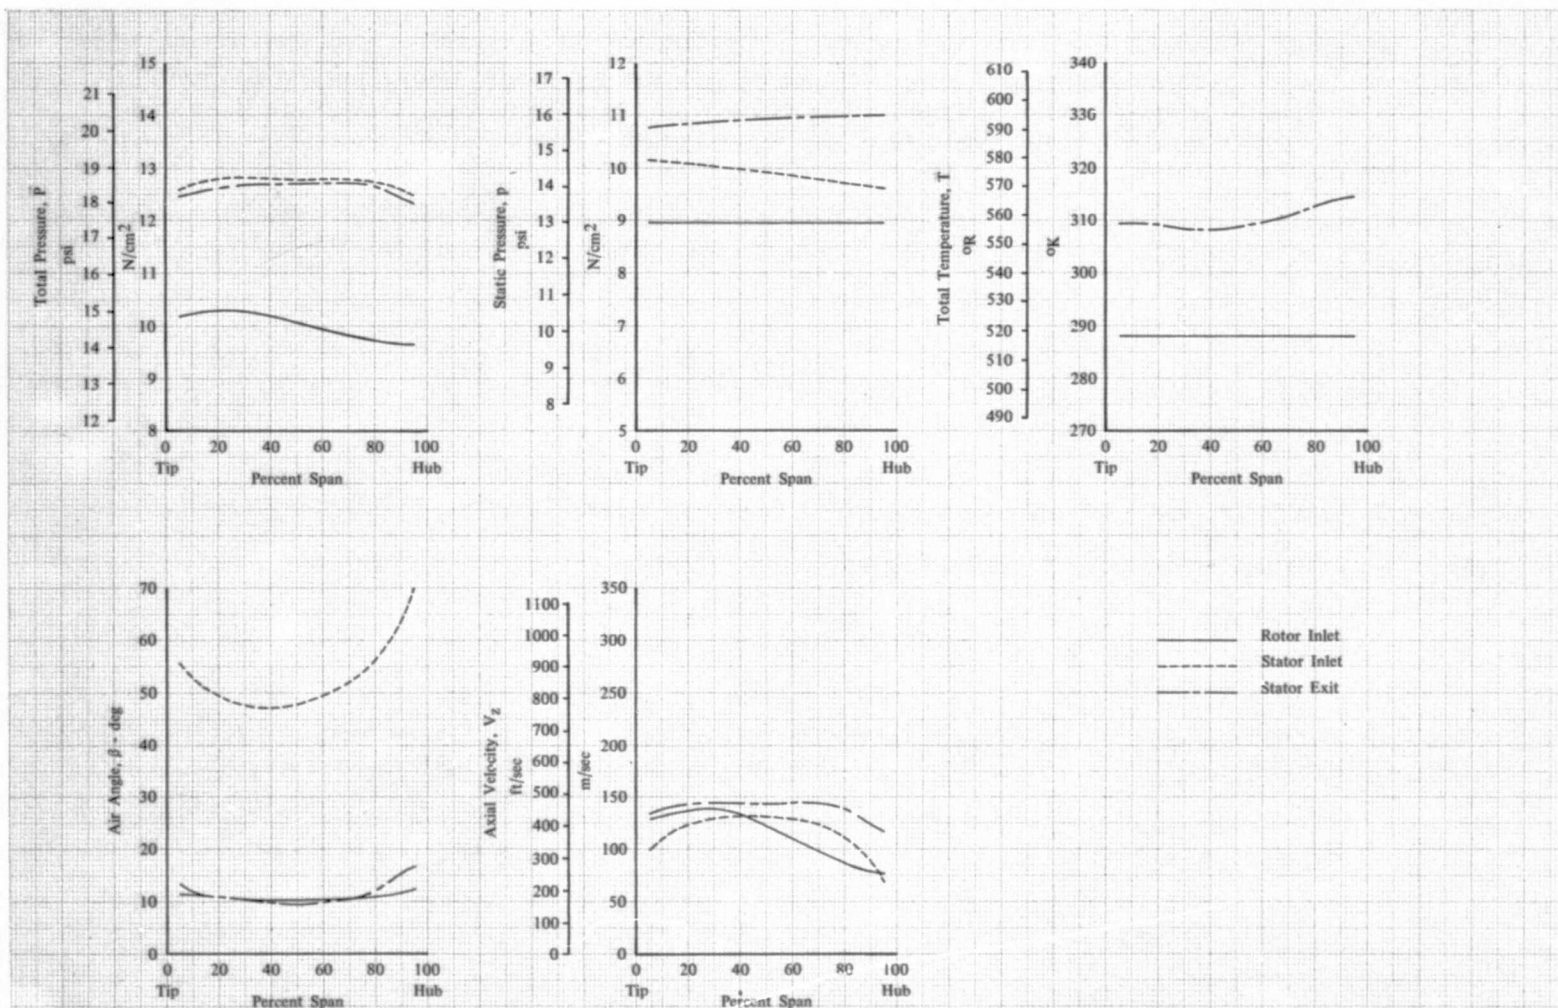 Total Pressure, P̄
psi
21
20
19
18
17
16
15
14
13
12
N/cm2
15
14
13
12
11
10
9
8
0 20 40 60 80 100
Tip Hub
Percent Span
Static Pressure, p
psi
17
16
15
14
13
12
11
10
9
8
N/cm2
12
11
10
9
8
7
6
5
0 20 40 60 80 100
Tip Hub
Percent Span
Total Temperature, T̄
oR
610
600
590
580
570
560
550
540
530
520
510
500
490
oK
340
336
320
310
300
290
280
270
0 20 40 60 80 100
Tip Hub
Percent Span
Air Angle, β - deg
70
60
50
40
30
20
10
0
0 20 40 60 80 100
Tip Hub
Percent Span
Axial Velocity, VZ
ft/sec
1100
1000
900
800
700
600
500
400
300
200
100
0
m/sec
350
300
250
200
150
100
50
0
0 20 40 60 80 100
Tip Hub
Percent Span
Rotor Inlet
Stator Inlet
Stator Exit